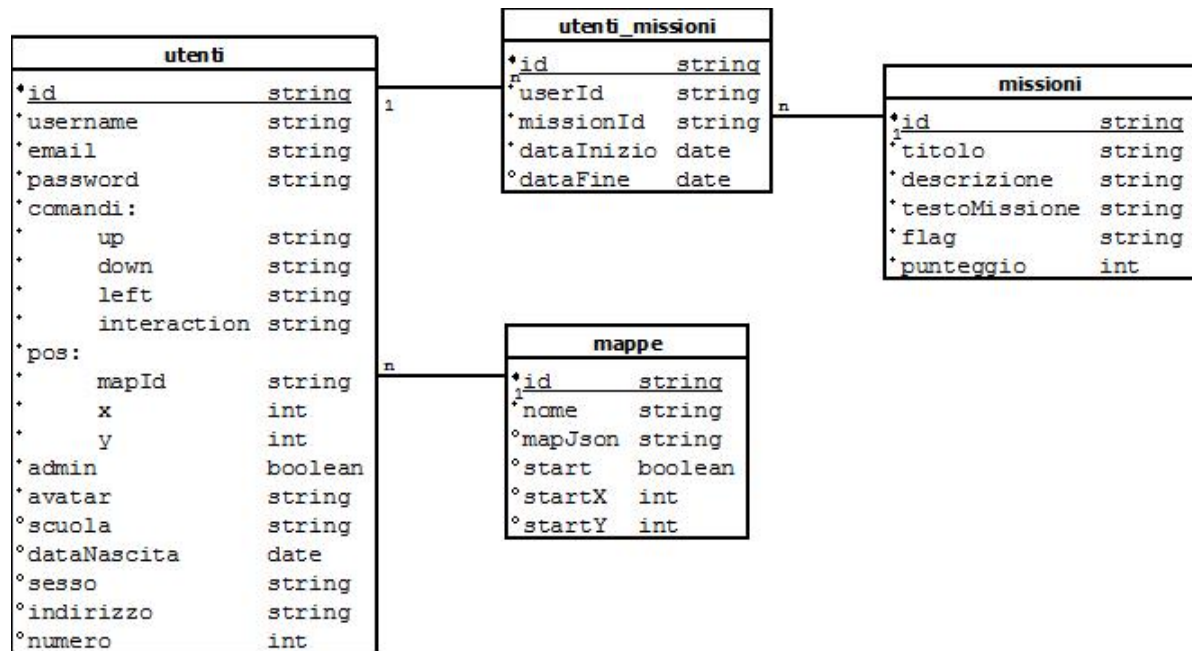 utenti
id string
username string
email string
password string
comandi:
up string
down string
left string
interaction string
pos:
mapId string
x int
y int
admin boolean
avatar string
scuola string
dataNascita date
sesso string
indirizzo string
numero int
1
n
utenti_missioni
id string
n
userId string
missionId string
dataInizio date
dataFine date
n
missioni
id string
1
titolo string
descrizione string
testoMissione string
flag string
punteggio int
mappe
id string
1
nome string
mapJson string
start boolean
startX int
startY int